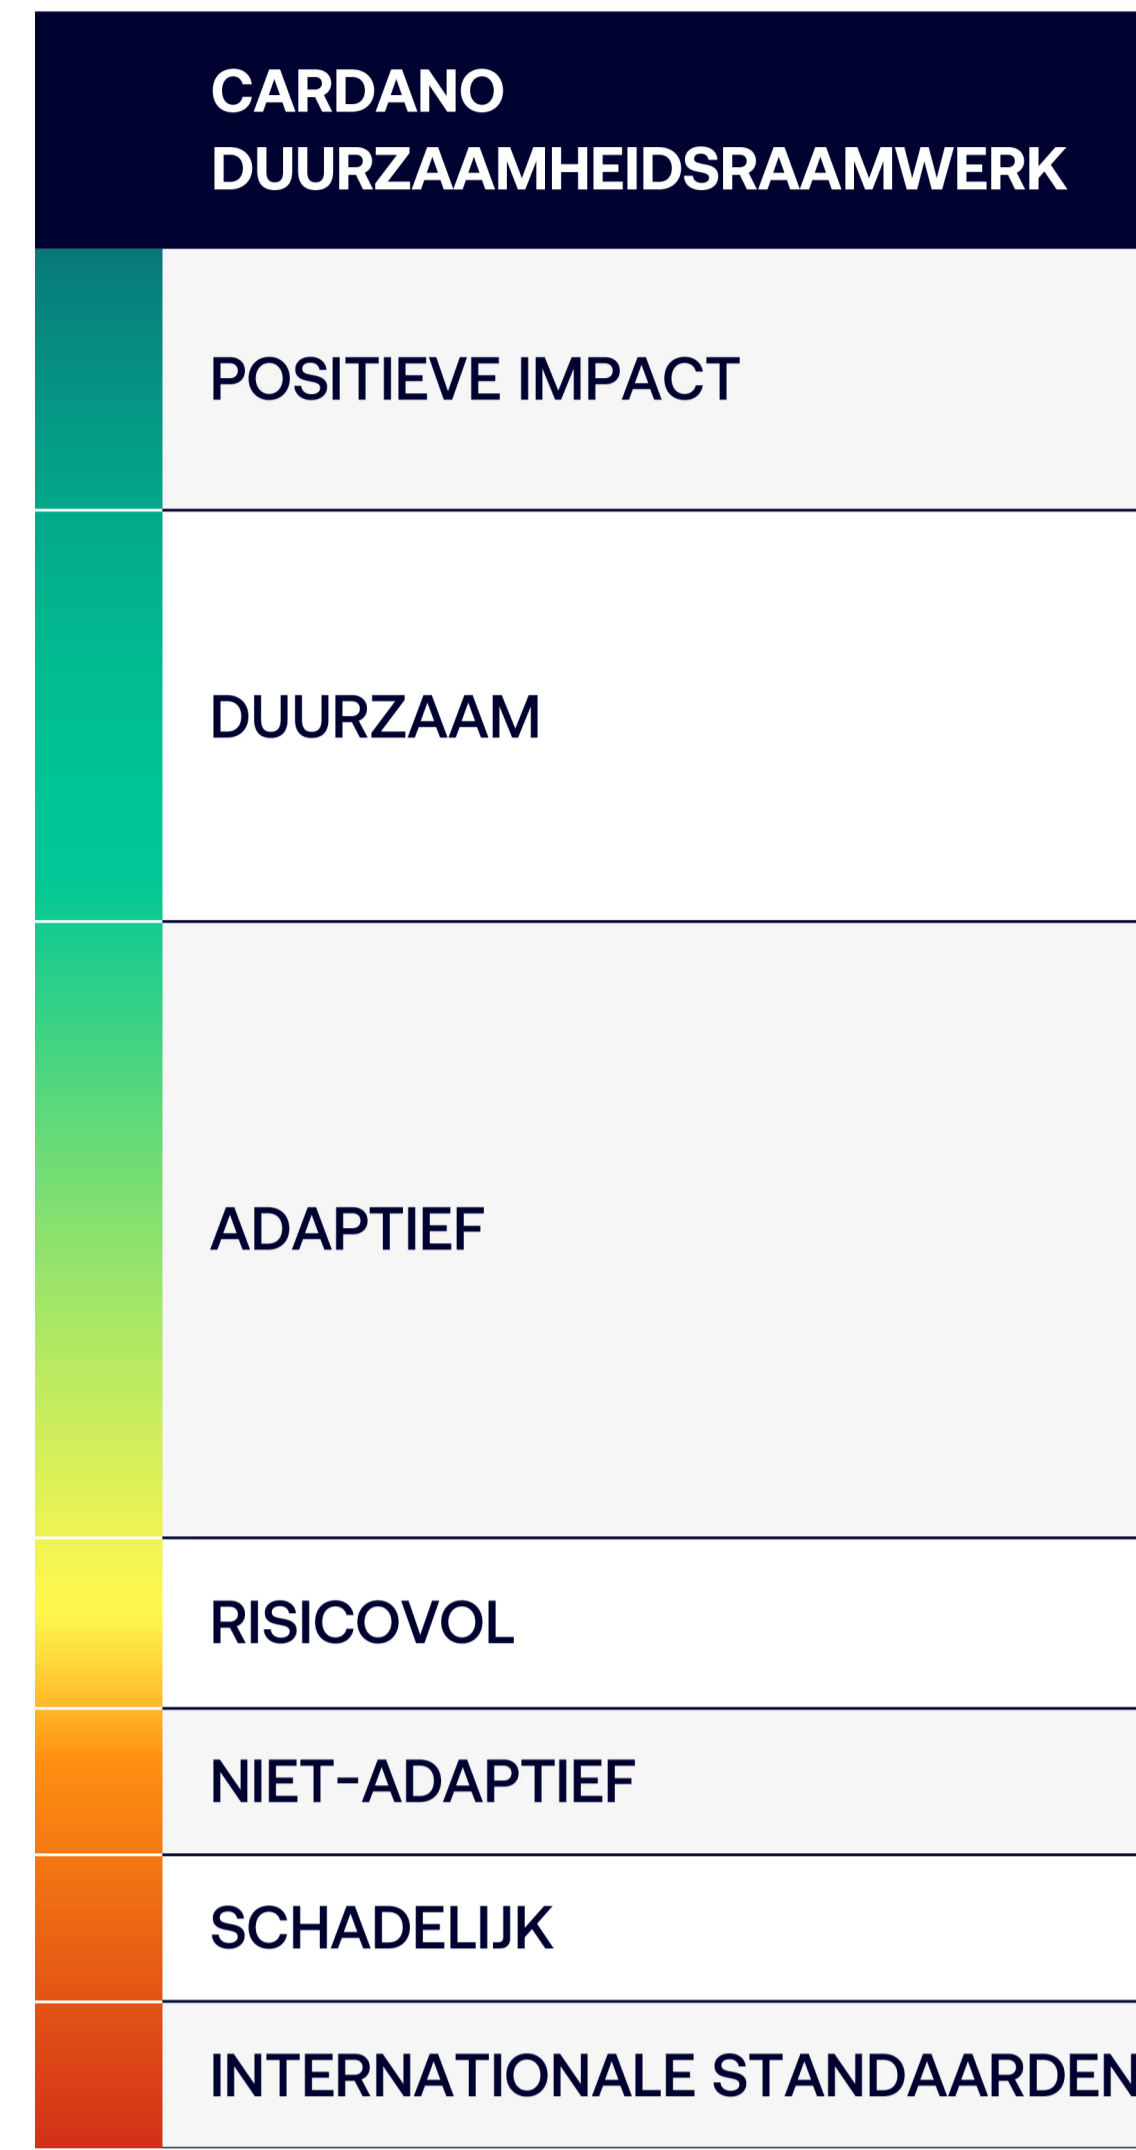 CARDANO
DUURZAAMHEIDSRAAMWERK
POSITIEVE IMPACT
DUURZAAM
ADAPTIEF
RISICOVOL
NIET-ADAPTIEF
SCHADELIJK
INTERNATIONALE STANDAARDEN